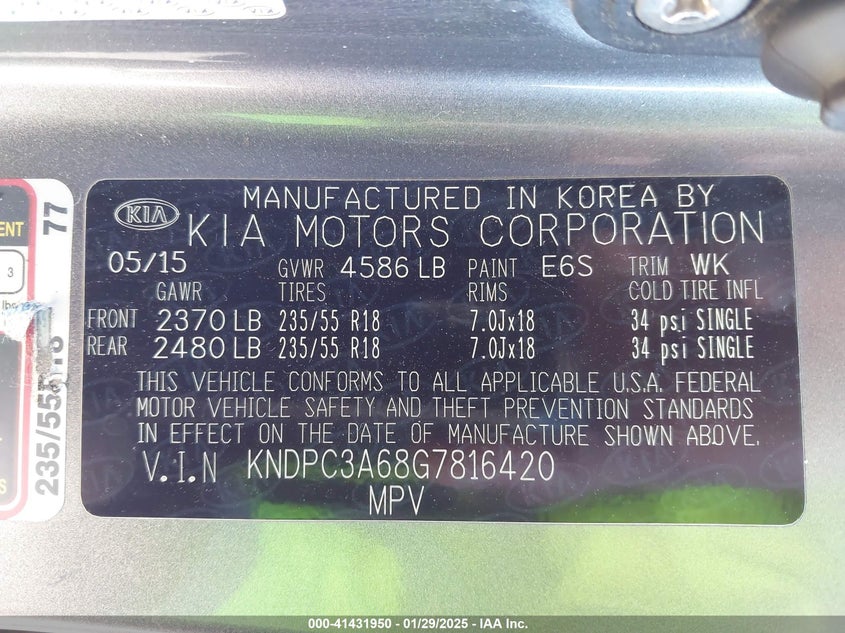 MANUFACTURED IN KOREA BY
KIA KIA MOTORS CORPORATION
05/15 GVWR 4586 LB PAINT E6S TRIM WK
GAWR TIRES RIMS COLD TIRE INFL
FRONT 2370 LB 235/55 R18 7.0Jx18 34 psi SINGLE
REAR 2480 LB 235/55 R18 7.0Jx18 34 psi SINGLE
THIS VEHICLE CONFORMS TO ALL APPLICABLE U.S.A. FEDERAL
MOTOR VEHICLE SAFETY AND THEFT PREVENTION STANDARDS
IN EFFECT ON THE DATE OF MANUFACTURE SHOWN ABOVE.
V.I.N KNDPC3A68G7816420
MPV
77
3
235/55R18
000-41431950 - 01/29/2025 - IAA Inc.